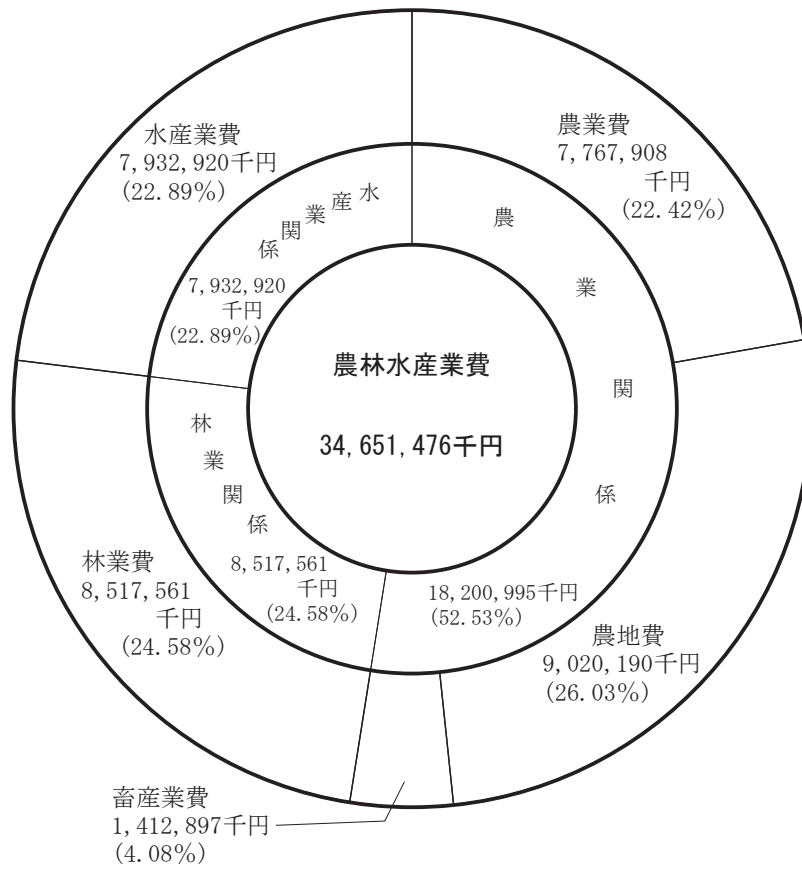 農林水産業費
34,651,476千円
農業関係
18,200,995千円
(52.53%)
林業関係
8,517,561
千円
(24.58%)
水産業関係
7,932,920
千円
(22.89%)
農業費
7,767,908
千円
(22.42%)
農地費
9,020,190千円
(26.03%)
畜産業費
1,412,897千円
(4.08%)
林業費
8,517,561
千円
(24.58%)
水産業費
7,932,920千円
(22.89%)